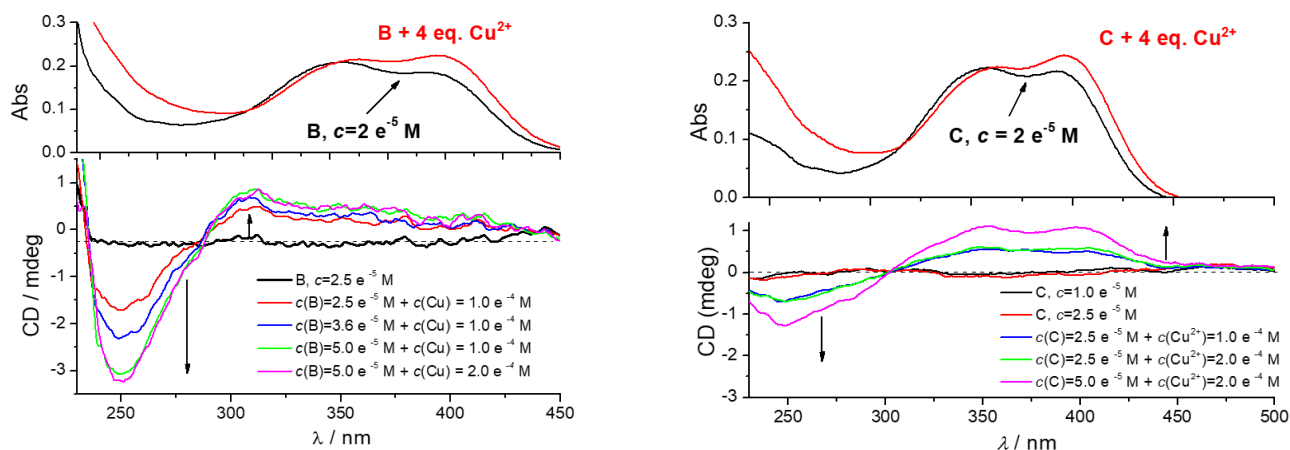 B + 4 eq. Cu²⁺
Abs
0.2
0.1
0.0
B, c=2 e⁻⁵ M
CD / mdeg
1
0
-1
-2
-3
B, c=2.5 e⁻⁵ M
c(B)=2.5 e⁻⁵ M + c(Cu) = 1.0 e⁻⁴ M
c(B)=3.6 e⁻⁵ M + c(Cu) = 1.0 e⁻⁴ M
c(B)=5.0 e⁻⁵ M + c(Cu) = 1.0 e⁻⁴ M
c(B)=5.0 e⁻⁵ M + c(Cu) = 2.0 e⁻⁴ M
250 300 350 400 450
λ / nm
C + 4 eq. Cu²⁺
Abs
0.3
0.2
0.1
0.0
C, c = 2 e⁻⁵ M
CD (mdeg)
1
0
-1
-2
-3
C, c=1.0 e⁻⁵ M
C, c=2.5 e⁻⁵ M
c(C)=2.5 e⁻⁵ M + c(Cu²⁺)=1.0 e⁻⁴ M
c(C)=2.5 e⁻⁵ M + c(Cu²⁺)=2.0 e⁻⁴ M
c(C)=5.0 e⁻⁵ M + c(Cu²⁺)=2.0 e⁻⁴ M
250 300 350 400 450 500
λ / nm